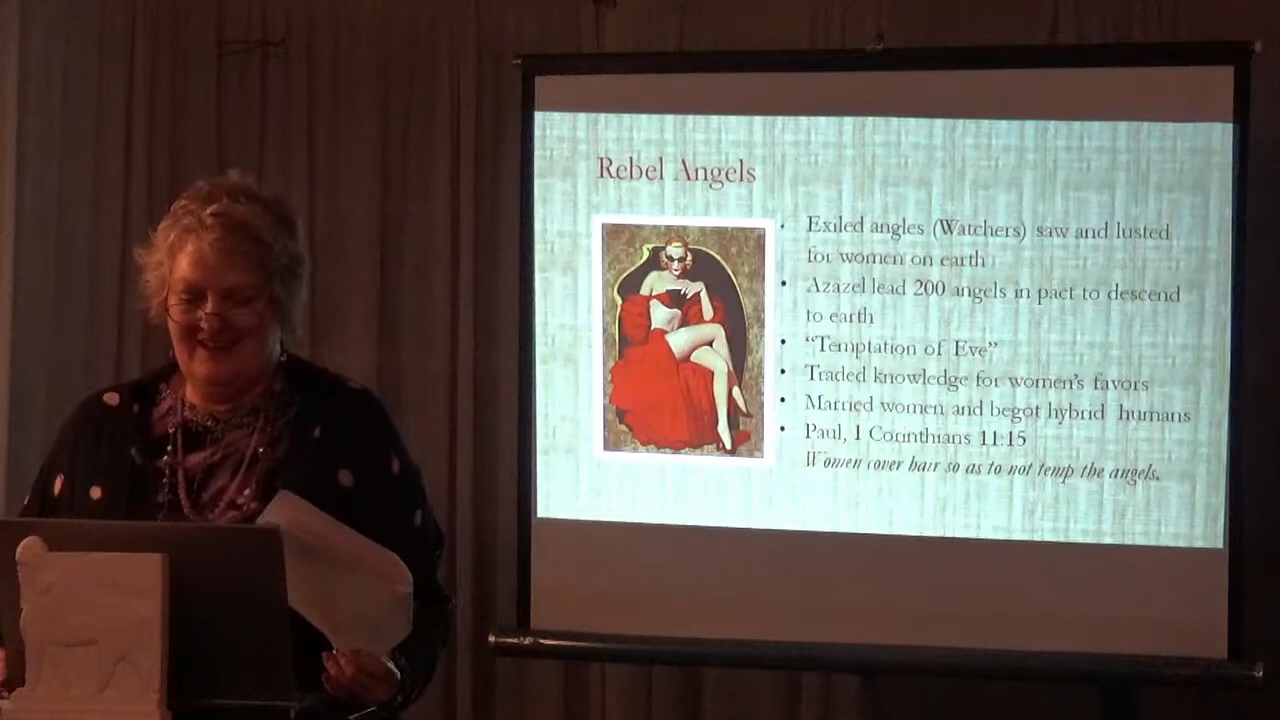 Rebel Angels
• Exiled angles (Watchers) saw and lusted
for women on earth
• Azazel lead 200 angels in pact to descend
to earth
• “Temptation of Eve”
• Traded knowledge for women’s favors
• Married women and begot hybrid humans
• Paul, 1 Corinthians 11:15
Women cover hair so as to not temp the angels.